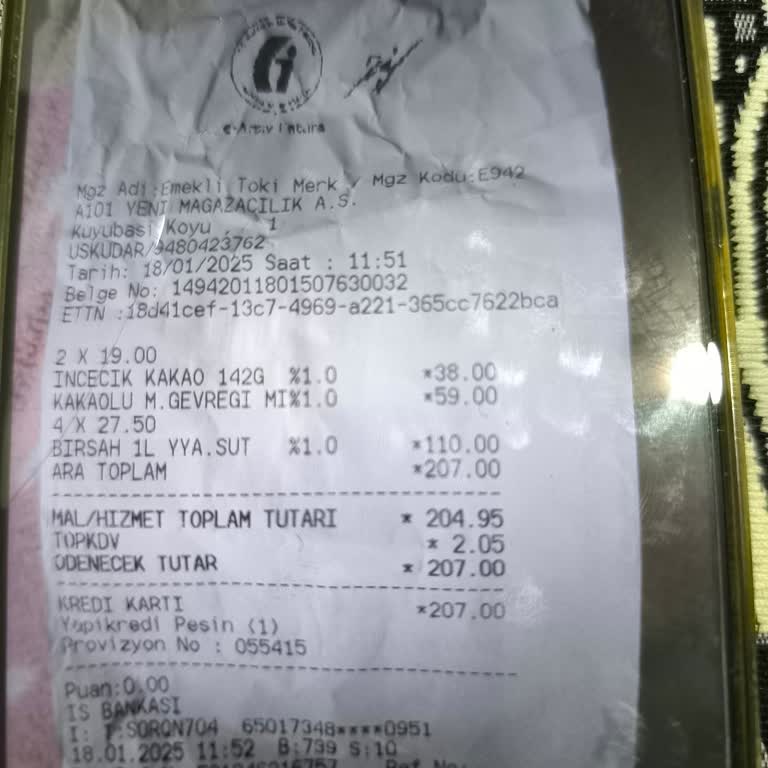 e-Arşiv Fatura
Mgz Adi:Emekli Toki Merk / Mgz Kodu:E942
A101 YENI MAGAZACILIK A.S.
Kuyubasi Koyu 1
USKUDAR/9480423762
Tarih: 18/01/2025 Saat : 11:51
Belge No: 14942011801507630032
ETTN :18d41cef-13c7-4969-a221-365cc7622bca
2 X 19.00
INCECIK KAKAO 142G %1.0 *38.00
KAKAOLU M.GEVREGI MI%1.0 *59.00
4 X 27.50
BIRSAH 1L YYA.SUT %1.0 *110.00
ARA TOPLAM *207.00
MAL/HIZMET TOPLAM TUTARI * 204.95
TOPKDV * 2.05
ODENECEK TUTAR * 207.00
KREDI KARTI *207.00
Yapikredi Pesin (1)
Provizyon No : 055415
Puan:0.00
IS BANKASI
65017348****0951
18.01.2025 11:52 B:739 S:10